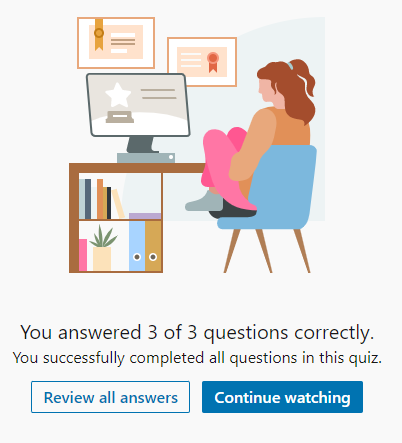 You answered 3 of 3 questions correctly.
You successfully completed all questions in this quiz.
Review all answers
Continue watching